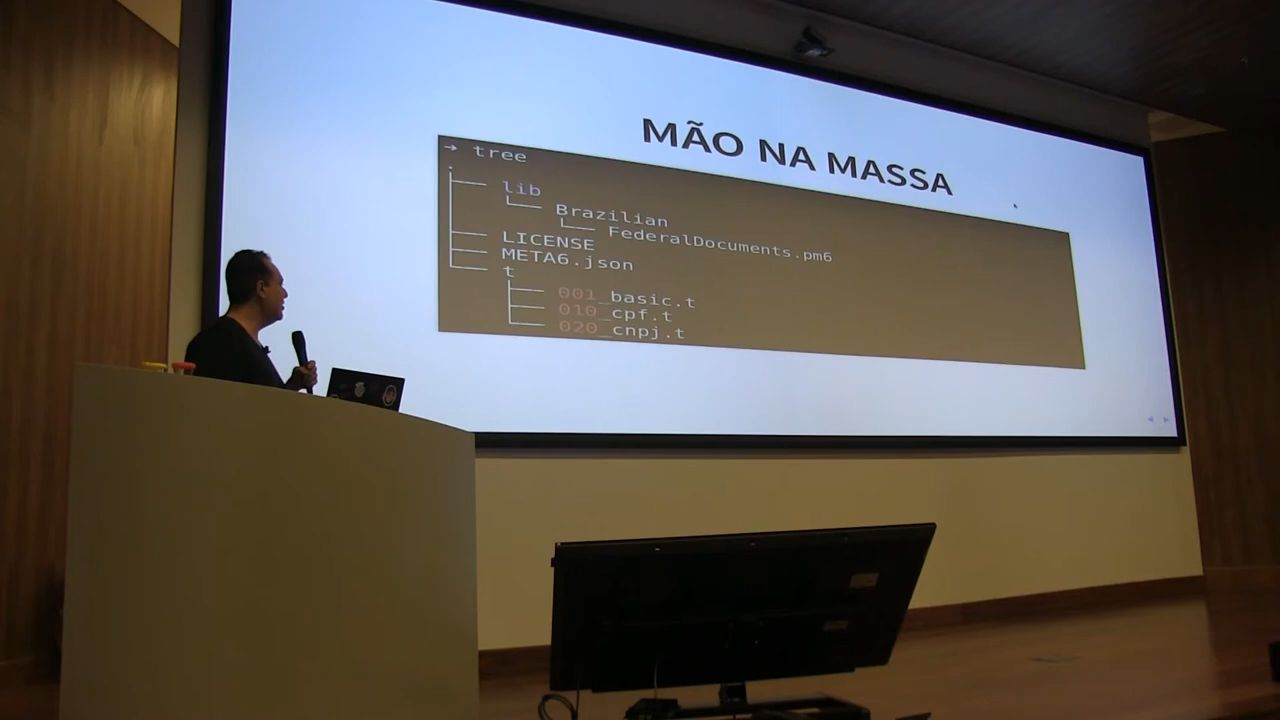 MÃO NA MASSA
→ tree
.
├── lib
│   └── Brazilian
│       └── FederalDocuments.pm6
├── LICENSE
├── META6.json
└── t
    ├── 001_basic.t
    ├── 010_cpf.t
    └── 020_cnpj.t